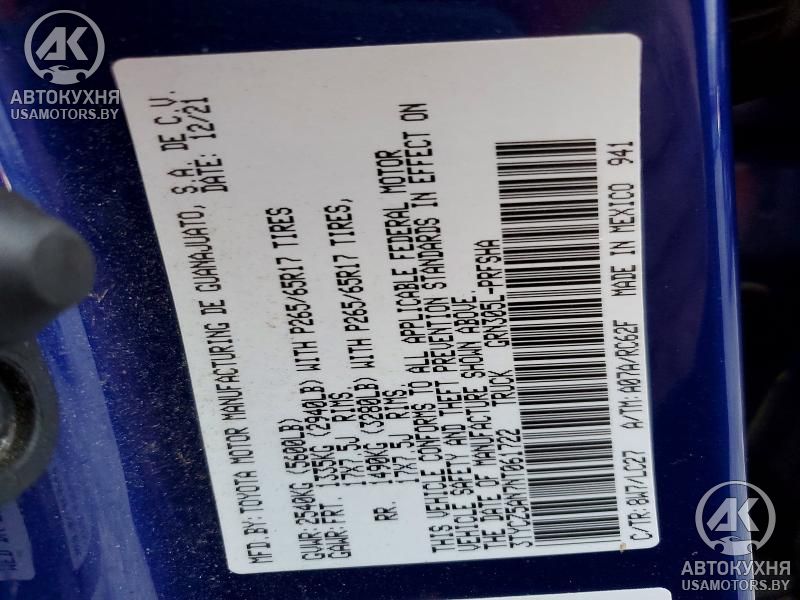 MFD.BY: TOYOTA MOTOR MANUFACTURING DE GUANAJUATO, S.A. DE C.V.
DATE: 12/21
GVWR: 2540KG (5600LB)
GAWR: FRT. 1335KG (2940LB) WITH P265/65R17 TIRES
17X7.5J RIMS
RR. 1490KG (3280LB) WITH P265/65R17 TIRES,
17X7.5J RIMS.
THIS VEHICLE CONFORMS TO ALL APPLICABLE FEDERAL MOTOR
VEHICLE SAFETY AND THEFT PREVENTION STANDARDS IN EFFECT ON
THE DATE OF MANUFACTURE SHOWN ABOVE.
3TYCZ5AN7NT061722 TRUCK GRN305L-PRFSHA
C/TR: 8W7/LC27 A/TM: A07A/RC62F MADE IN MEXICO 941
АК
АВТОКУХНЯ
USAMOTORS.BY
АК
АВТОКУХНЯ
USAMOTORS.BY